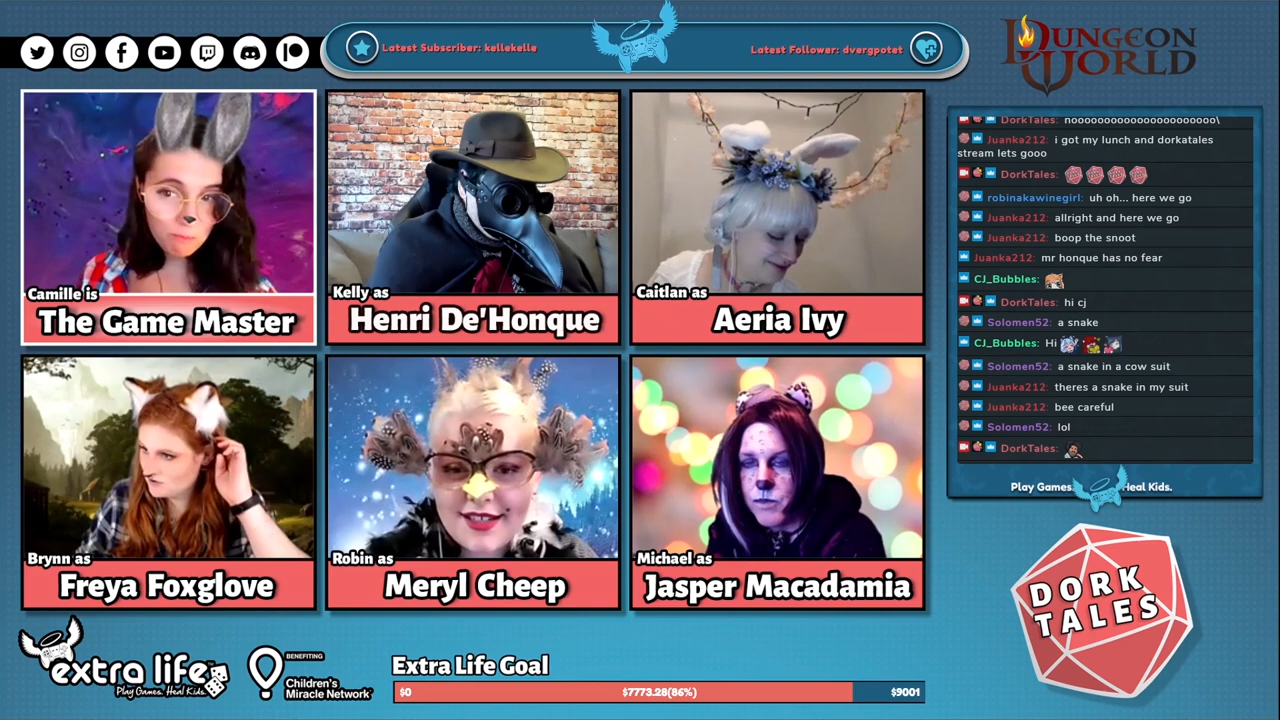 Latest Subscriber: kellekelle
Latest Follower: dvergpotet
DUNGEON
WORLD
Camille is
The Game Master
Kelly as
Henri De'Honque
Caitlan as
Aeria Ivy
Brynn as
Freya Foxglove
Robin as
Meryl Cheep
Michael as
Jasper Macadamia
DorkTales: nooooooooooooooooooooooo\
Juanka212: i got my lunch and dorkatales
stream lets gooo
DorkTales:
robinakawinegirl: uh oh... here we go
Juanka212: allright and here we go
Juanka212: boop the snoot
Juanka212: mr honque has no fear
CJ_Bubbles:
DorkTales: hi cj
Solomen52: a snake
CJ_Bubbles: Hi
Solomen52: a snake in a cow suit
Juanka212: theres a snake in my suit
Juanka212: bee careful
Solomen52: lol
DorkTales:
Play Games. Heal Kids.
DORK
TALES
extra life
Play Games. Heal Kids.
BENEFITING
Children's
Miracle Network
Extra Life Goal
$0 $7773.28(86%) $9001